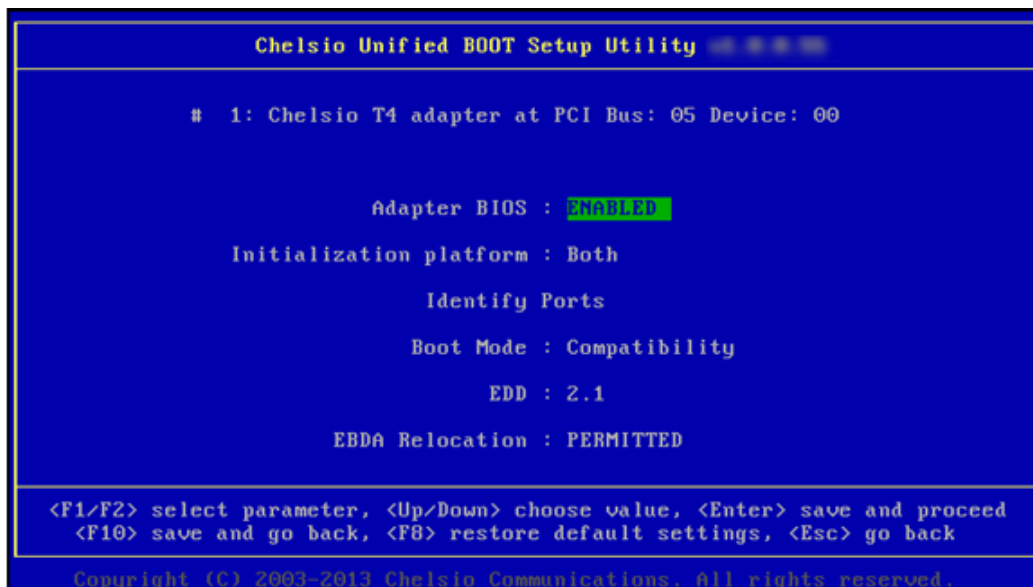 Chelsio Unified BOOT Setup Utility
# 1: Chelsio T4 adapter at PCI Bus: 05 Device: 00
Adapter BIOS : ENABLED
Initialization platform : Both
Identify Ports
Boot Mode : Compatibility
EDD : 2.1
EBDA Relocation : PERMITTED
<F1/F2> select parameter, <Up/Down> choose value, <Enter> save and proceed
<F10> save and go back, <F8> restore default settings, <Esc> go back
Copyright (C) 2003-2013 Chelsio Communications. All rights reserved.